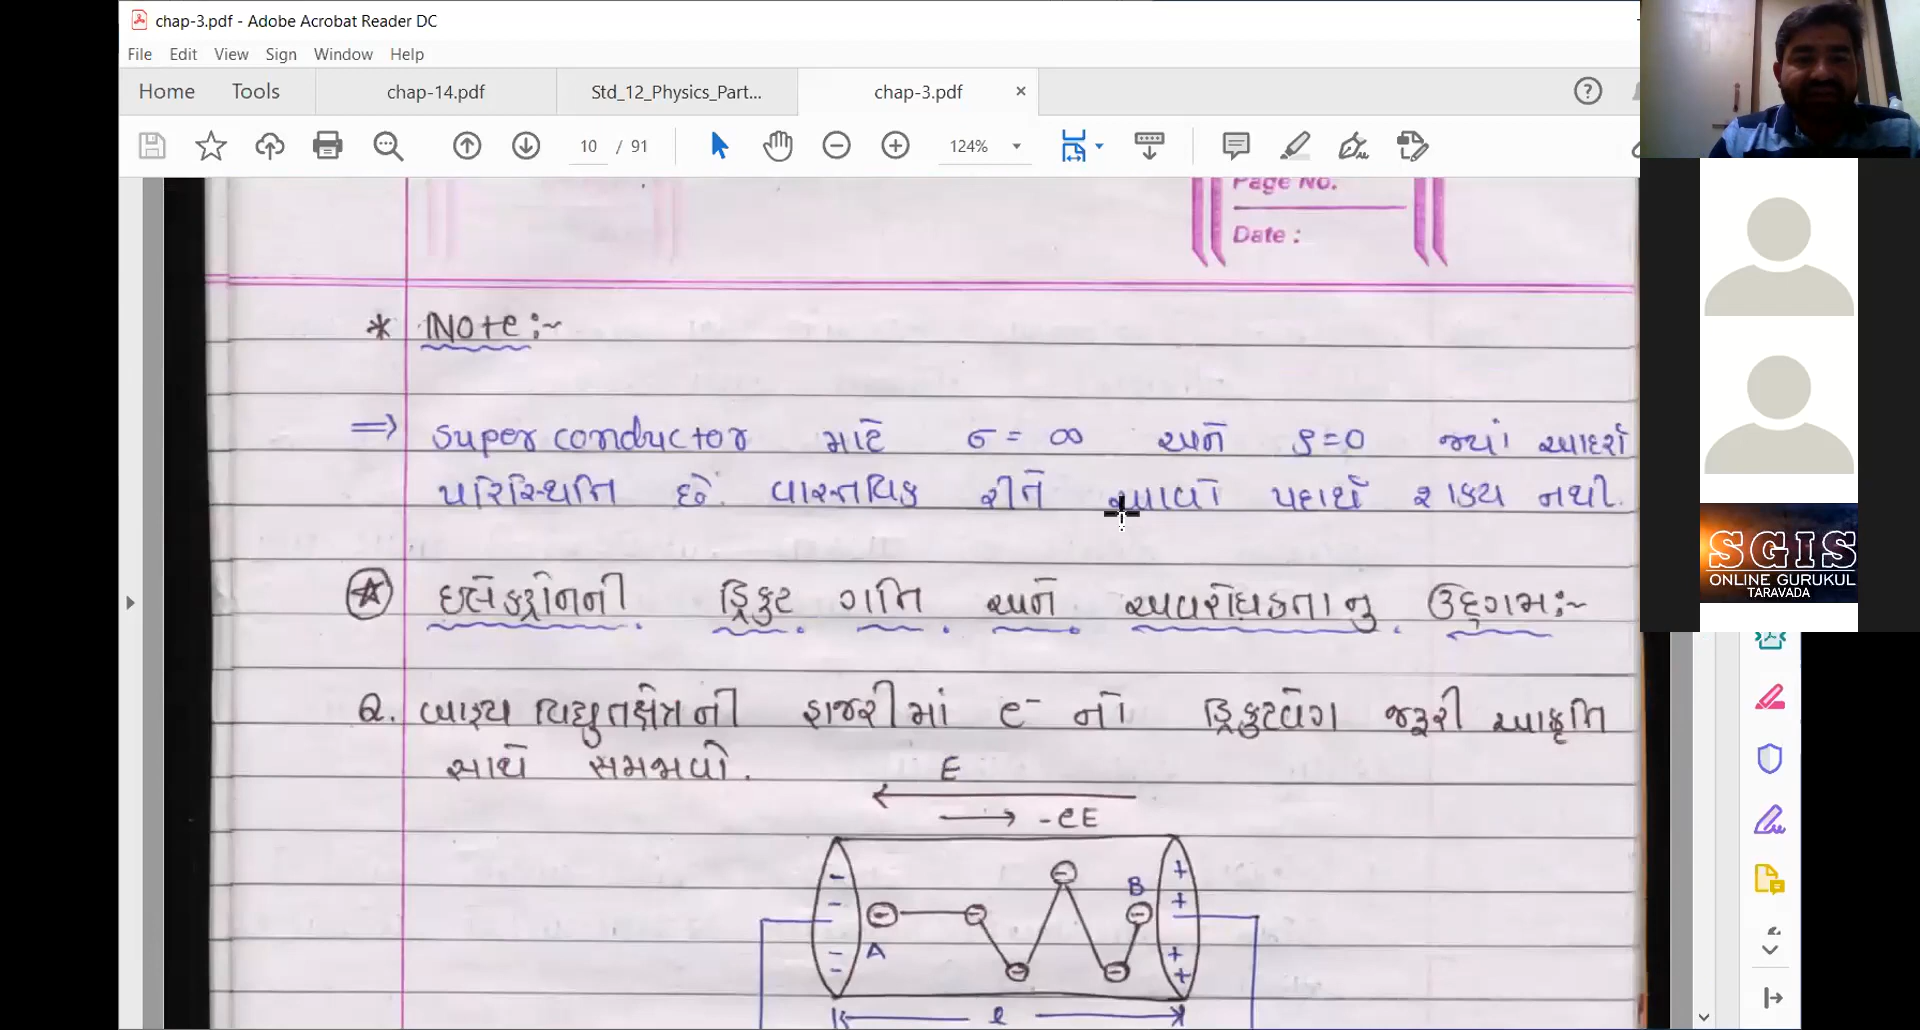 chap-3.pdf - Adobe Acrobat Reader DC
File Edit View Sign Window Help
Home Tools chap-14.pdf Std_12_Physics_Part... chap-3.pdf ×
10 / 91 124%
Page No.
Date :
* Note:~
⇒ Superconductor માટે σ = ∞ અને ρ=0 જ્યાં આદર્શ
પરિસ્થિતિ છે. વાસ્તવિક રીતે આવો પદાર્થ શક્ય નથી.
ઇલેક્ટ્રોનની ડ્રિફ્ટ ગતિ અને અવરોધકતાનુ ઉદ્દગમ:~
Q. બાહ્ય વિદ્યુતક્ષેત્રની હાજરીમાં e⁻ નો ડ્રિફ્ટવેગ જરૂરી આકૃતિ
સાથે સમજાવો.
E
→ -eE
B
A
l
SGIS
ONLINE GURUKUL
TARAVADA